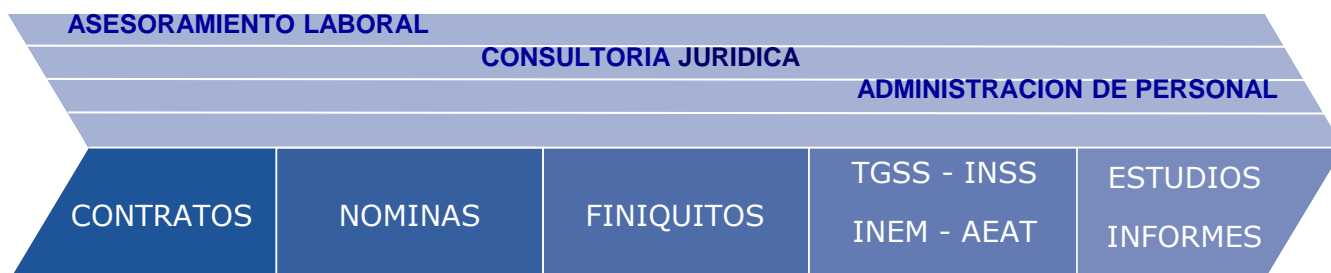 ASESORAMIENTO LABORAL
CONSULTORIA JURIDICA
ADMINISTRACION DE PERSONAL
CONTRATOS
NOMINAS
FINIQUITOS
TGSS - INSS
INEM - AEAT
ESTUDIOS
INFORMES